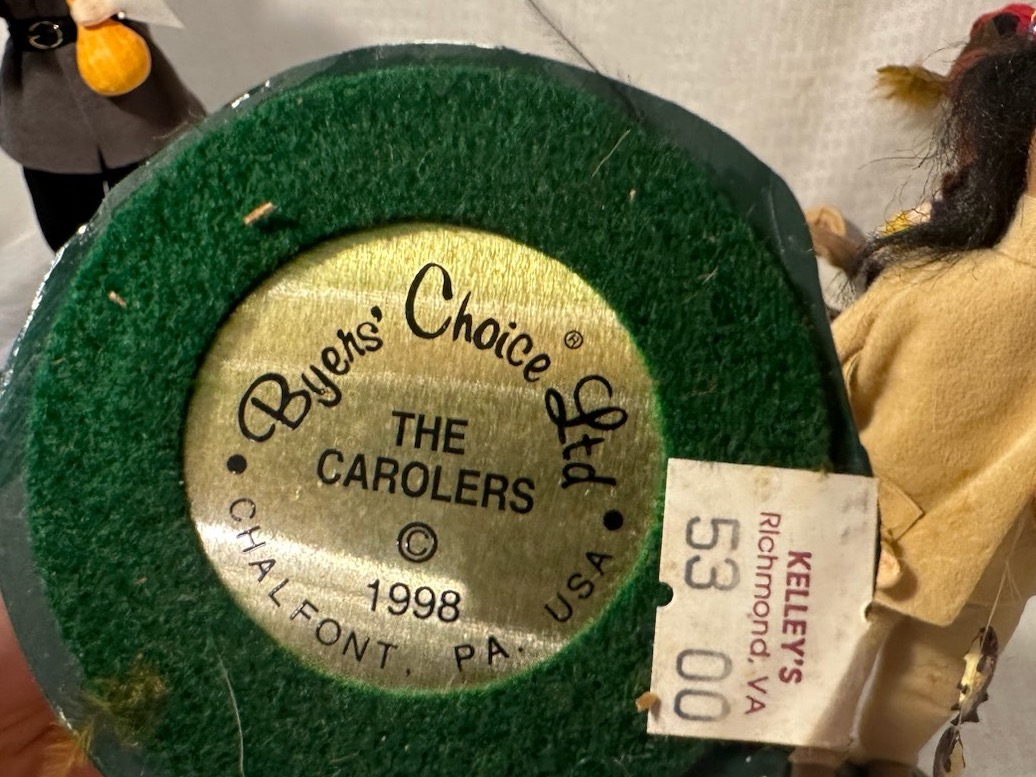 Byers' Choice® Ltd
THE
CAROLERS
©
1998
CHALFONT, PA. USA
KELLEY'S
Richmond, VA
53 00